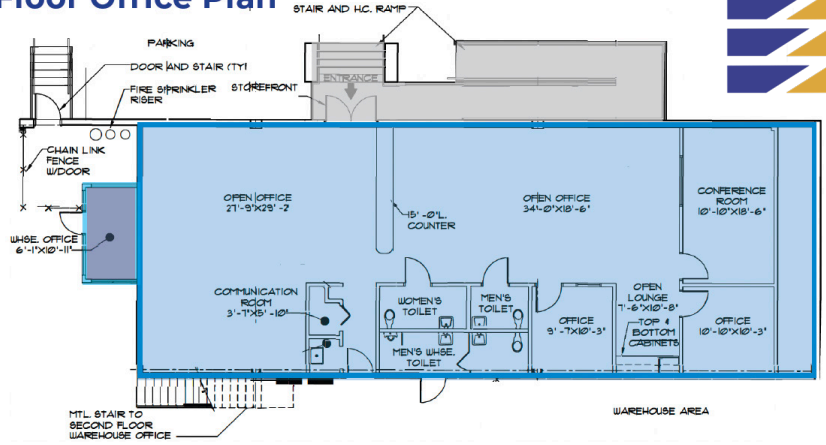 Floor Office Plan
STAIR AND H.C. RAMP
PARKING
DOOR AND STAIR (TY)
FIRE SPRINKLER
RISER
STOREFRONT
ENTRANCE
CHAIN LINK
FENCE
W/DOOR
WHSE. OFFICE
6'-1"X10'-11"
OPEN OFFICE
27'-9"X29'-2"
15'-0"L.
COUNTER
OPEN OFFICE
34'-0"X18'-6"
CONFERENCE
ROOM
10'-10"X18'-6"
COMMUNICATION
ROOM
3'-7"X5'-10"
WOMEN'S
TOILET
MEN'S
TOILET
MEN'S WHSE.
TOILET
OFFICE
9'-7"X10'-3"
OPEN
LOUNGE
7'-6"X10'-8"
TOP &
BOTTOM
CABINETS
OFFICE
10'-10"X10'-3"
MTL. STAIR TO
SECOND FLOOR
WAREHOUSE OFFICE
WAREHOUSE AREA